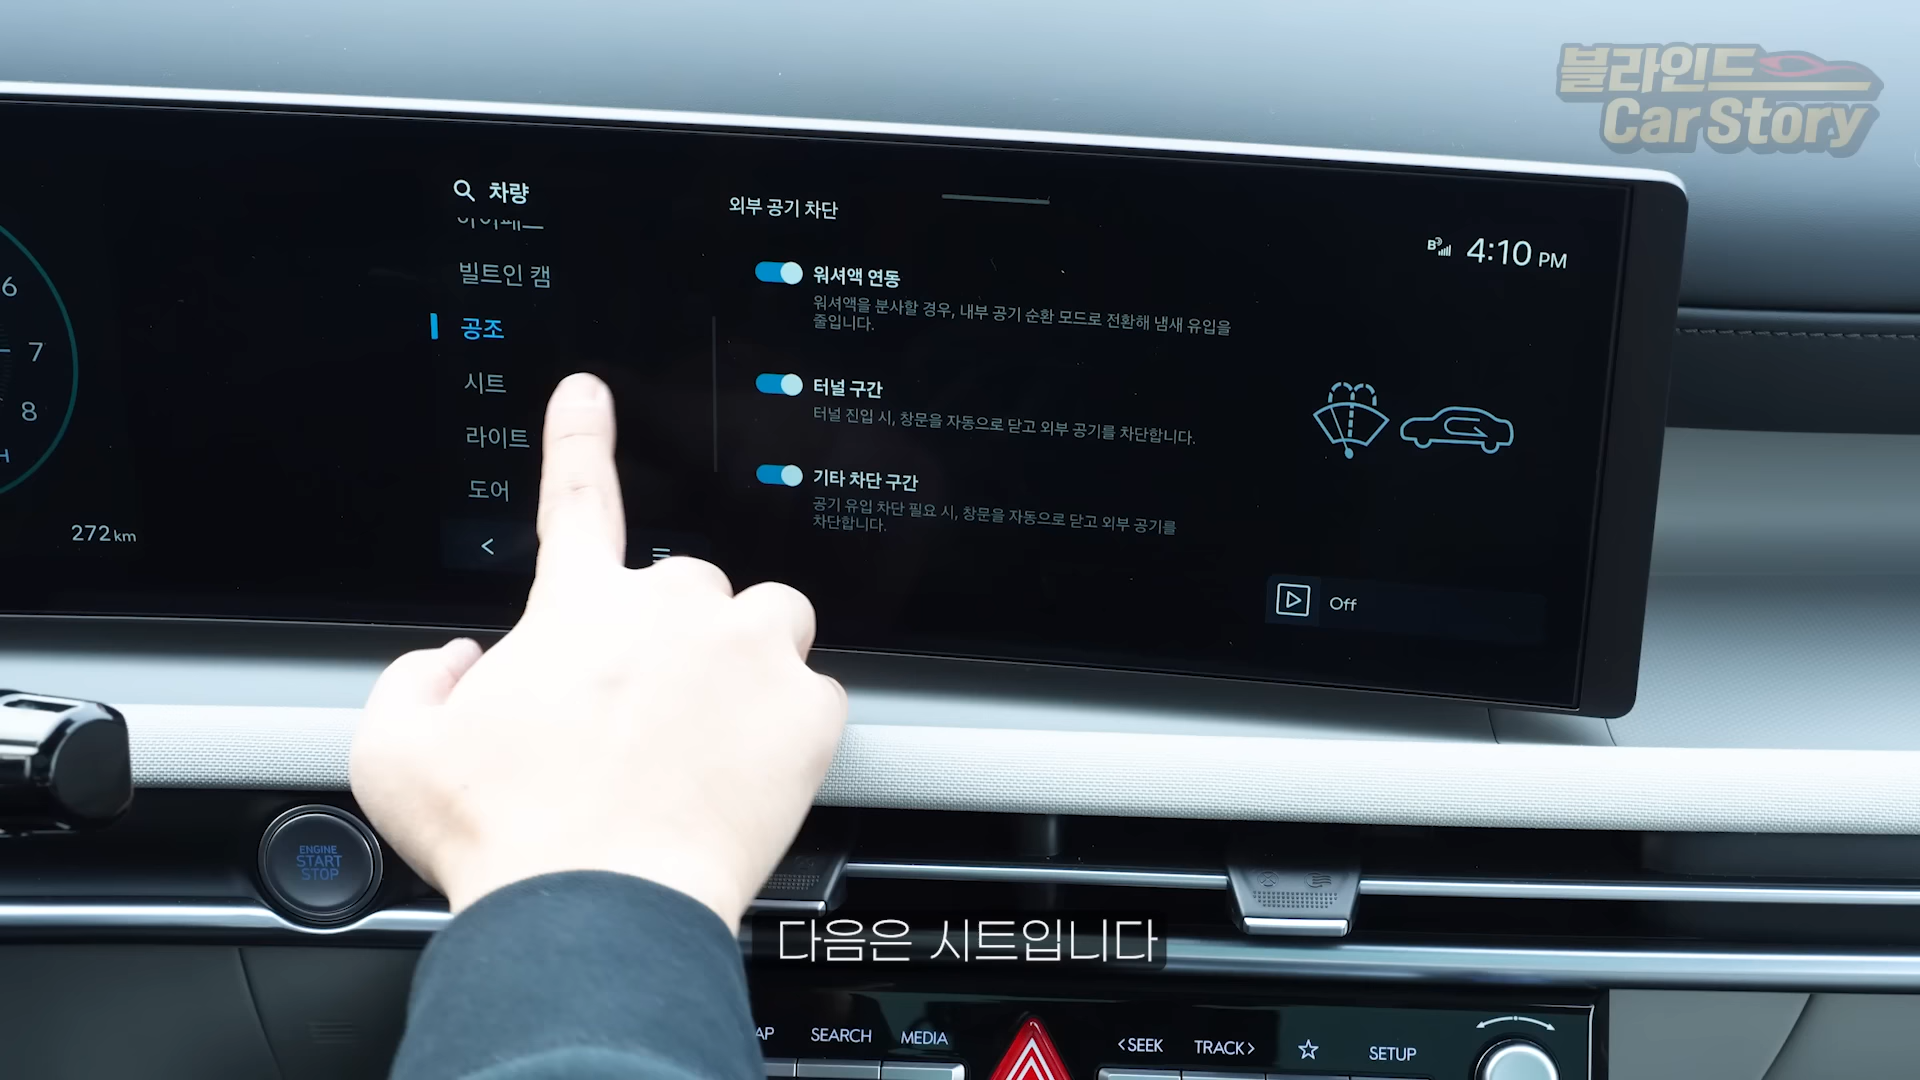 블라인드
Car Story
차량
빌트인 캠
공조
시트
라이트
도어
외부 공기 차단
워셔액 연동
워셔액을 분사할 경우, 내부 공기 순환 모드로 전환해 냄새 유입을
줄입니다.
터널 구간
터널 진입 시, 창문을 자동으로 닫고 외부 공기를 차단합니다.
기타 차단 구간
공기 유입 차단 필요 시, 창문을 자동으로 닫고 외부 공기를
차단합니다.
4:10 PM
Off
6
7
8
272 km
ENGINE
START
STOP
다음은 시트입니다
SEARCH
MEDIA
<SEEK
TRACK>
SETUP